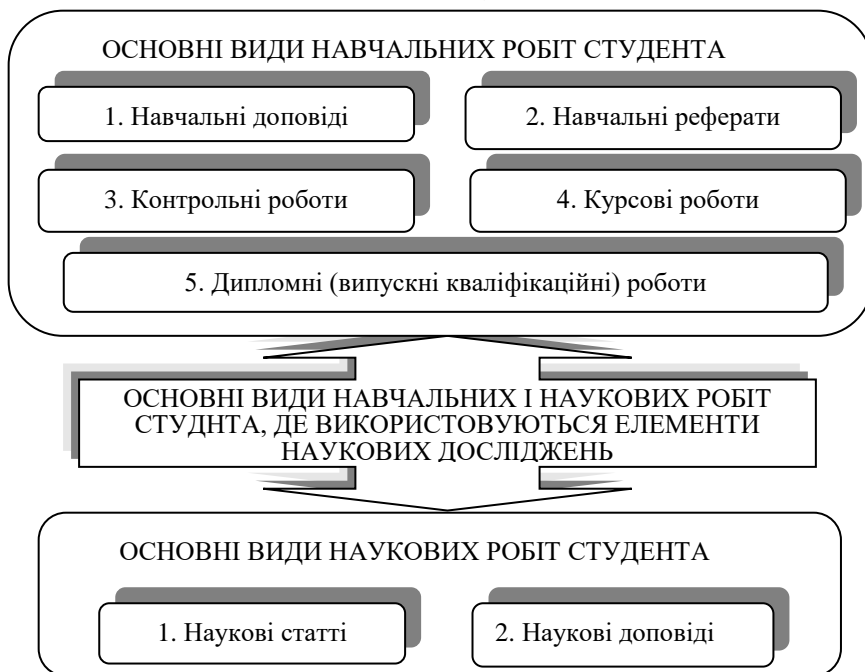 ОСНОВНІ ВИДИ НАВЧАЛЬНИХ РОБІТ СТУДЕНТА
1. Навчальні доповіді
2. Навчальні реферати
3. Контрольні роботи
4. Курсові роботи
5. Дипломні (випускні кваліфікаційні) роботи
ОСНОВНІ ВИДИ НАВЧАЛЬНИХ І НАУКОВИХ РОБІТ
СТУДНТА, ДЕ ВИКОРИСТОВУЮТЬСЯ ЕЛЕМЕНТИ
НАУКОВИХ ДОСЛІДЖЕНЬ
ОСНОВНІ ВИДИ НАУКОВИХ РОБІТ СТУДЕНТА
1. Наукові статті
2. Наукові доповіді